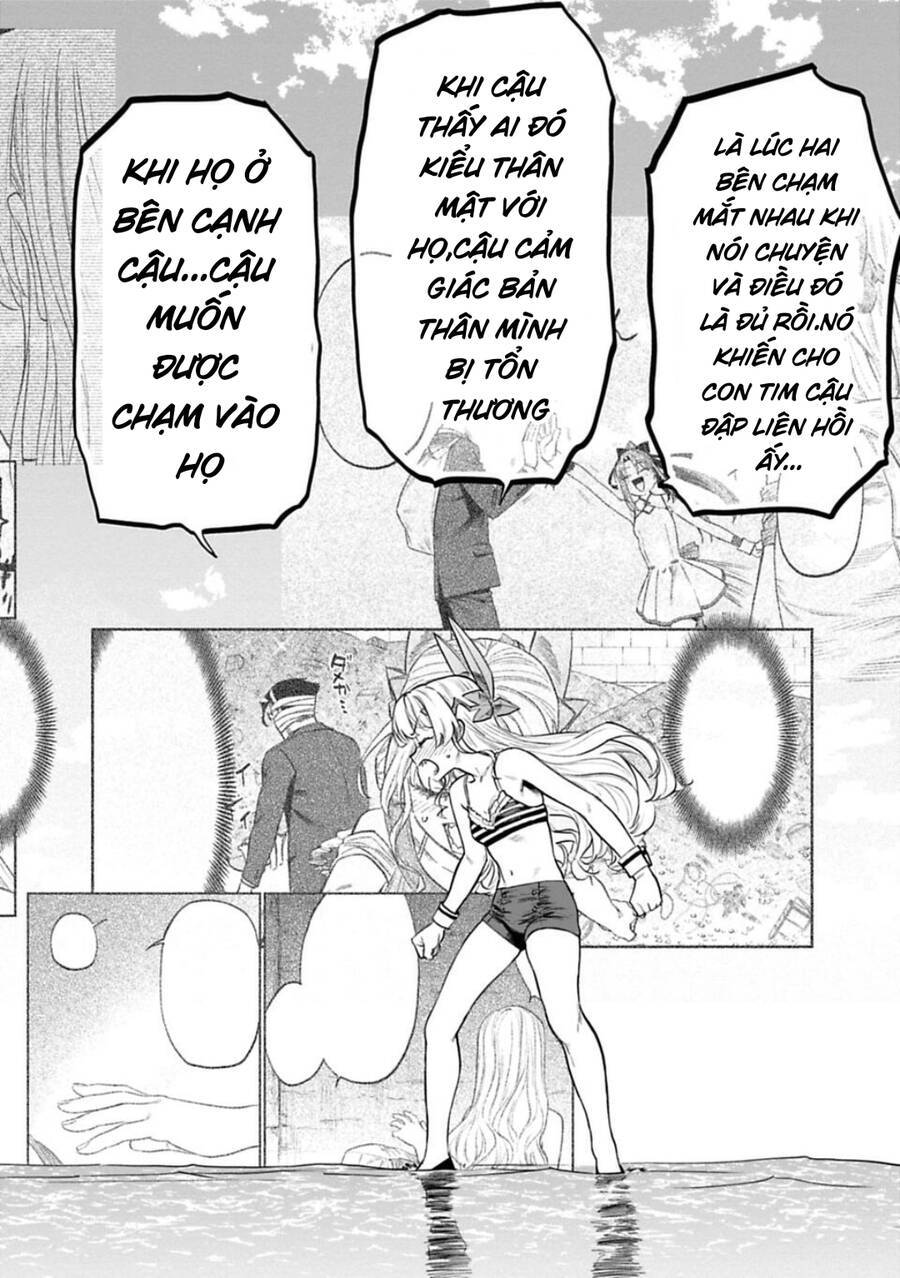 LÀ LÚC HAI
BÊN CHẠM
MẮT NHAU KHI
NÓI CHUYỆN
VÀ ĐIỀU ĐÓ
LÀ ĐỦ RỒI.NÓ
KHIẾN CHO
CON TIM CẬU
ĐẬP LIÊN HỒI
ẤY...
KHI CẬU
THẤY AI ĐÓ
KIỂU THÂN
MẬT VỚI
HỌ,CẬU CẢM
GIÁC BẢN
THÂN MÌNH
BỊ TỔN
THƯƠNG
KHI HỌ Ở
BÊN CẠNH
CẬU...CẬU
MUỐN
ĐƯỢC
CHẠM VÀO
HỌ